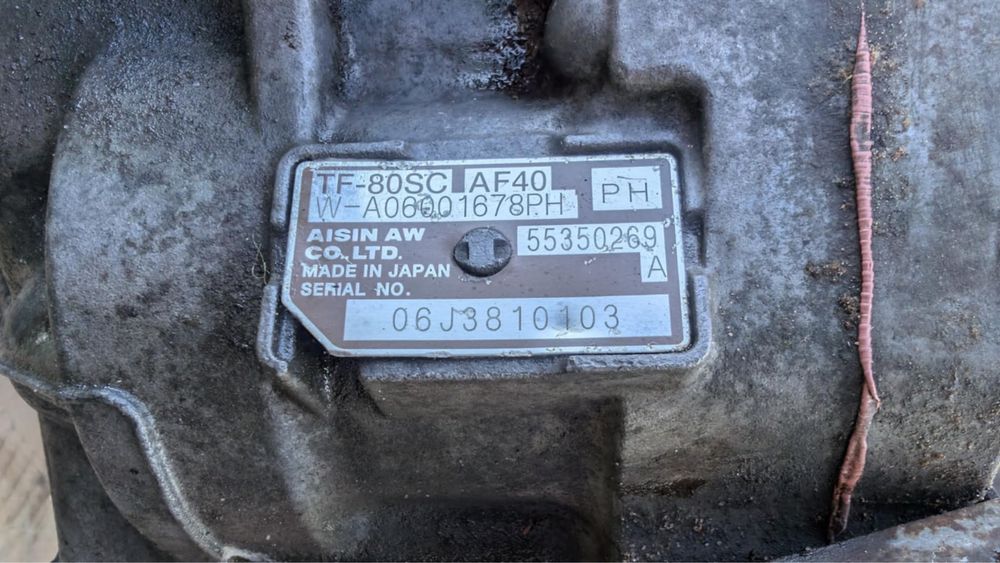 TF-80SC AF40
W-A06001678PH
PH
AISIN AW
CO.,LTD.
55350269
MADE IN JAPAN
A
SERIAL NO.
06J3810103